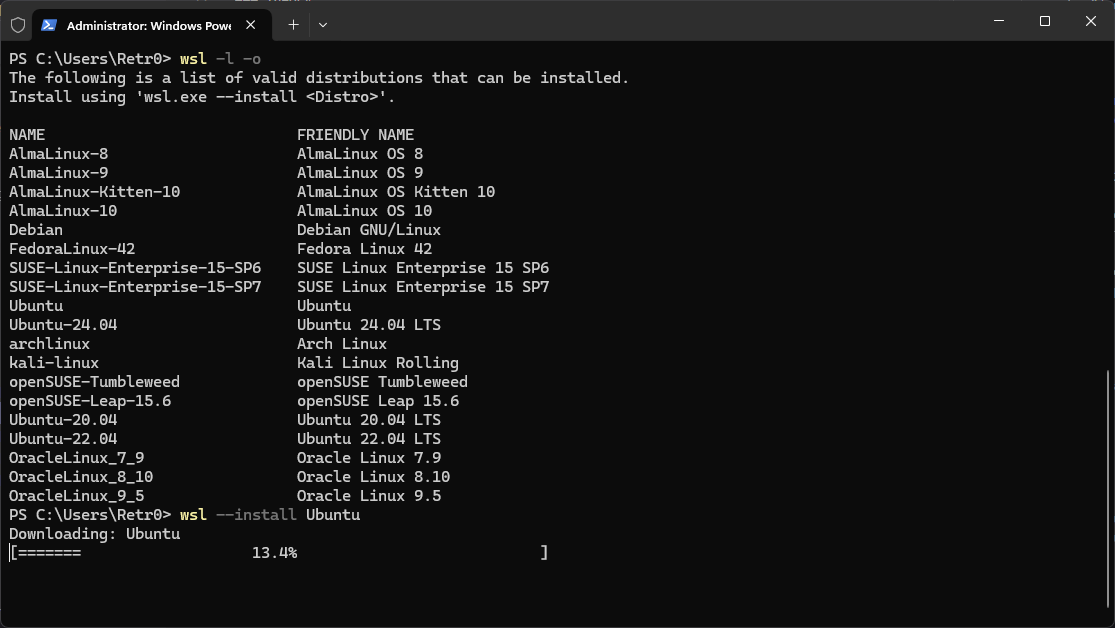 Administrator: Windows Powe
PS C:\Users\Retr0> wsl -l -o
The following is a list of valid distributions that can be installed.
Install using 'wsl.exe --install <Distro>'.
NAME                            FRIENDLY NAME
AlmaLinux-8                     AlmaLinux OS 8
AlmaLinux-9                     AlmaLinux OS 9
AlmaLinux-Kitten-10             AlmaLinux OS Kitten 10
AlmaLinux-10                    AlmaLinux OS 10
Debian                          Debian GNU/Linux
FedoraLinux-42                  Fedora Linux 42
SUSE-Linux-Enterprise-15-SP6    SUSE Linux Enterprise 15 SP6
SUSE-Linux-Enterprise-15-SP7    SUSE Linux Enterprise 15 SP7
Ubuntu                          Ubuntu
Ubuntu-24.04                    Ubuntu 24.04 LTS
archlinux                       Arch Linux
kali-linux                      Kali Linux Rolling
openSUSE-Tumbleweed             openSUSE Tumbleweed
openSUSE-Leap-15.6              openSUSE Leap 15.6
Ubuntu-20.04                    Ubuntu 20.04 LTS
Ubuntu-22.04                    Ubuntu 22.04 LTS
OracleLinux_7_9                 Oracle Linux 7.9
OracleLinux_8_10                Oracle Linux 8.10
OracleLinux_9_5                 Oracle Linux 9.5
PS C:\Users\Retr0> wsl --install Ubuntu
Downloading: Ubuntu
[=======                   13.4%                           ]